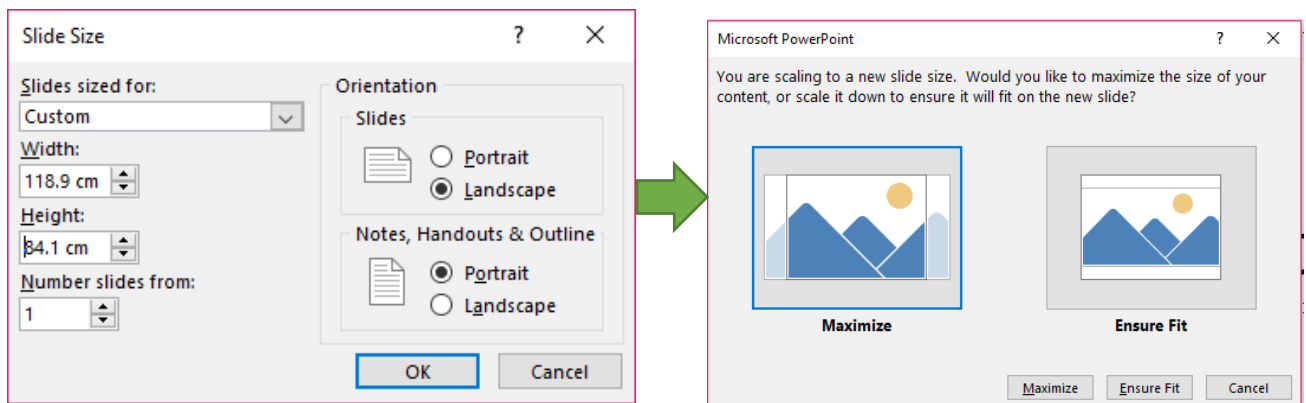 Slide Size
?
Slides sized for:
Custom
Width:
118.9 cm
Height:
84.1 cm
Number slides from:
1
Orientation
Slides
Portrait
Landscape
Notes, Handouts & Outline
Portrait
Landscape
OK
Cancel
Microsoft PowerPoint
?
You are scaling to a new slide size. Would you like to maximize the size of your
content, or scale it down to ensure it will fit on the new slide?
Maximize
Ensure Fit
Maximize
Ensure Fit
Cancel